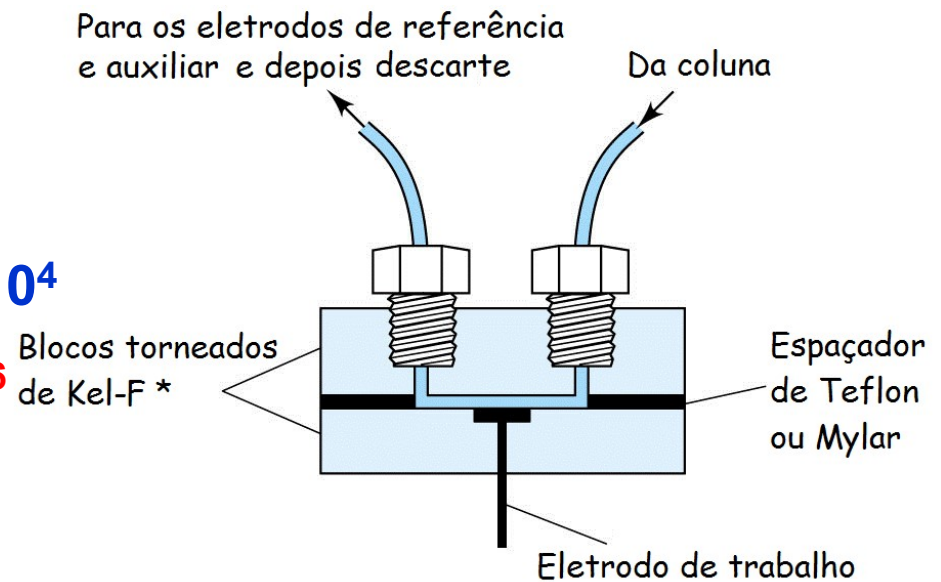 Para os eletrodos de referência
e auxiliar e depois descarte
Da coluna
0⁴
Blocos torneados
6 de Kel-F *
Espaçador
de Teflon
ou Mylar
Eletrodo de trabalho